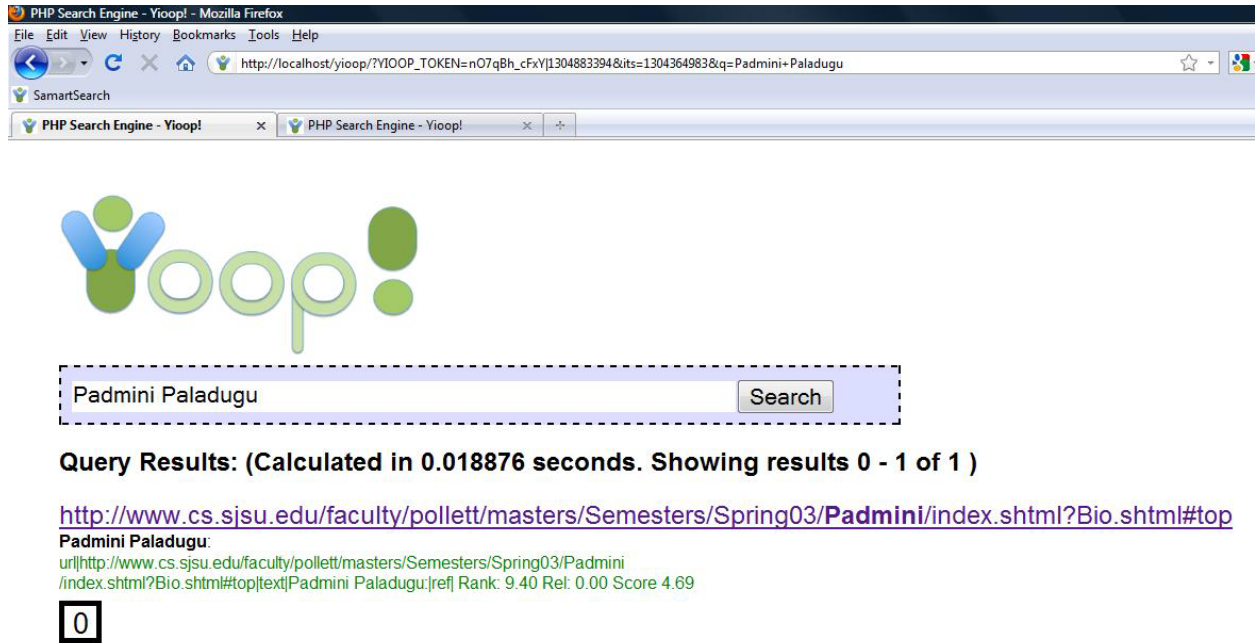 PHP Search Engine - Yioop! - Mozilla Firefox
File Edit View History Bookmarks Tools Help
http://localhost/yioop/?YIOOP_TOKEN=nO7qBh_cFxY|1304883394&its=1304364983&q=Padmini+Paladugu
SamartSearch
PHP Search Engine - Yioop! PHP Search Engine - Yioop!
Yoop!
Padmini Paladugu Search
Query Results: (Calculated in 0.018876 seconds. Showing results 0 - 1 of 1 )
http://www.cs.sjsu.edu/faculty/pollett/masters/Semesters/Spring03/Padmini/index.shtml?Bio.shtml#top
Padmini Paladugu:
url|http://www.cs.sjsu.edu/faculty/pollett/masters/Semesters/Spring03/Padmini
/index.shtml?Bio.shtml#top|text|Padmini Paladugu:|ref| Rank: 9.40 Rel: 0.00 Score 4.69
0